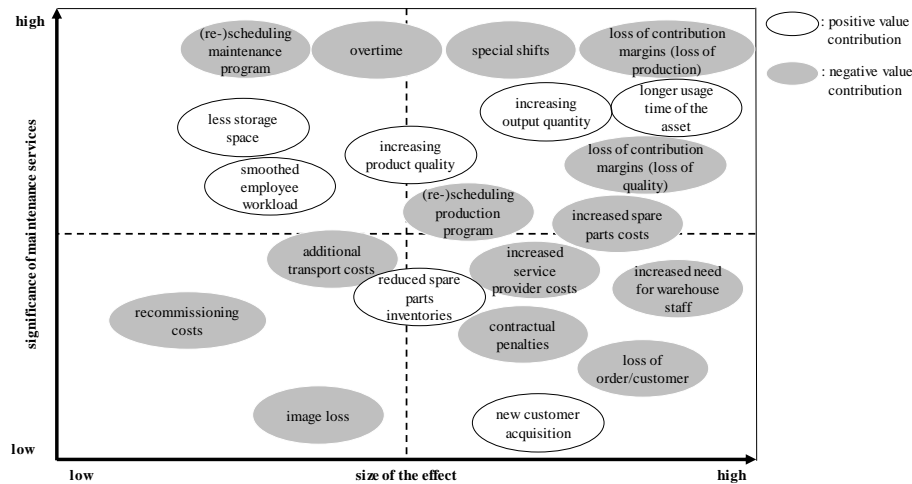 high
(re-)scheduling
maintenance
program
overtime
special shifts
loss of contribution
margins (loss of
production)
: positive value
contribution
: negative value
contribution
less storage
space
increasing
product quality
increasing
output quantity
longer usage
time of the
asset
smoothed
employee
workload
loss of contribution
margins (loss of
quality)
(re-)scheduling
production
program
increased spare
parts costs
significance of maintenance services
additional
transport costs
reduced spare
parts
inventories
increased
service
provider costs
increased need
for warehouse
staff
recommissioning
costs
contractual
penalties
loss of
order/customer
image loss
new customer
acquisition
low
low
size of the effect
high